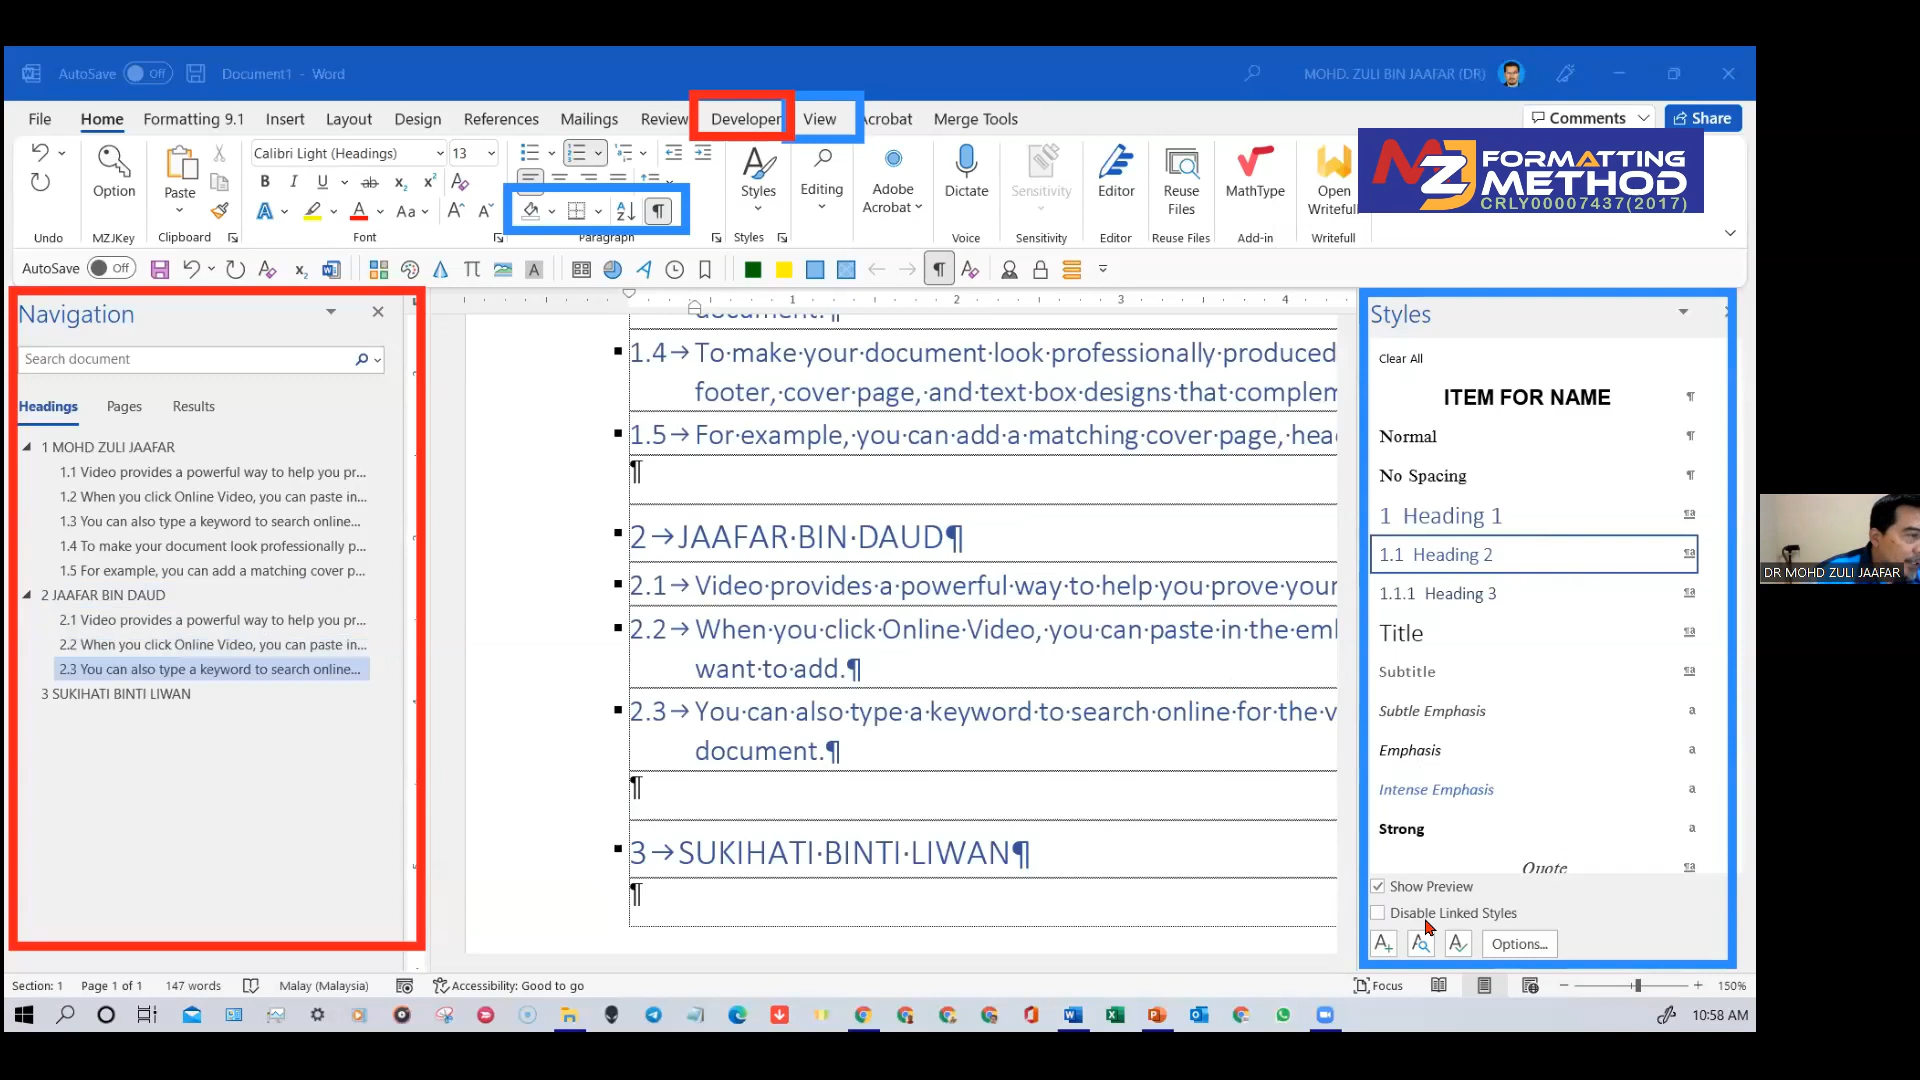 AutoSave Off Document1 - Word MOHD. ZULI BIN JAAFAR (DR)
File Home Formatting 9.1 Insert Layout Design References Mailings Review Developer View Acrobat Merge Tools Comments Share
Calibri Light (Headings) 13
Option Paste Styles Editing Adobe Acrobat Dictate Sensitivity Editor Reuse Files MathType Open Writefull
B I U ab x₂ x² A
A A Aa A A
Undo MZJKey Clipboard Font Paragraph Styles Voice Sensitivity Editor Reuse Files Add-in Writefull
MZJ FORMATTING
METHOD
CRLY00007437(2017)
AutoSave Off
Navigation
Search document
Headings Pages Results
1 MOHD ZULI JAAFAR
1.1 Video provides a powerful way to help you pr...
1.2 When you click Online Video, you can paste in...
1.3 You can also type a keyword to search online...
1.4 To make your document look professionally p...
1.5 For example, you can add a matching cover p...
2 JAAFAR BIN DAUD
2.1 Video provides a powerful way to help you pr...
2.2 When you click Online Video, you can paste in...
2.3 You can also type a keyword to search online...
3 SUKIHATI BINTI LIWAN
1 2 3 4
document.¶
1.4→To·make·your·document·look·professionally·produced
footer,·cover·page,·and·text·box·designs·that·complem
1.5→For·example,·you·can·add·a·matching·cover·page,·hea
¶
2→JAAFAR·BIN·DAUD¶
2.1→Video·provides·a·powerful·way·to·help·you·prove·your
2.2→When·you·click·Online·Video,·you·can·paste·in·the·em
want·to·add.¶
2.3→You·can·also·type·a·keyword·to·search·online·for·the·v
document.¶
¶
3→SUKIHATI·BINTI·LIWAN¶
¶
Styles
Clear All
ITEM FOR NAME ¶
Normal ¶
No Spacing ¶
1 Heading 1 ¶a
1.1 Heading 2 ¶a
1.1.1 Heading 3 ¶a
Title ¶a
Subtitle ¶a
Subtle Emphasis a
Emphasis a
Intense Emphasis a
Strong a
Quote ¶a
Show Preview
Disable Linked Styles
Options...
DR MOHD ZULI JAAFAR
Section: 1 Page 1 of 1 147 words Malay (Malaysia) Accessibility: Good to go Focus 150%
10:58 AM